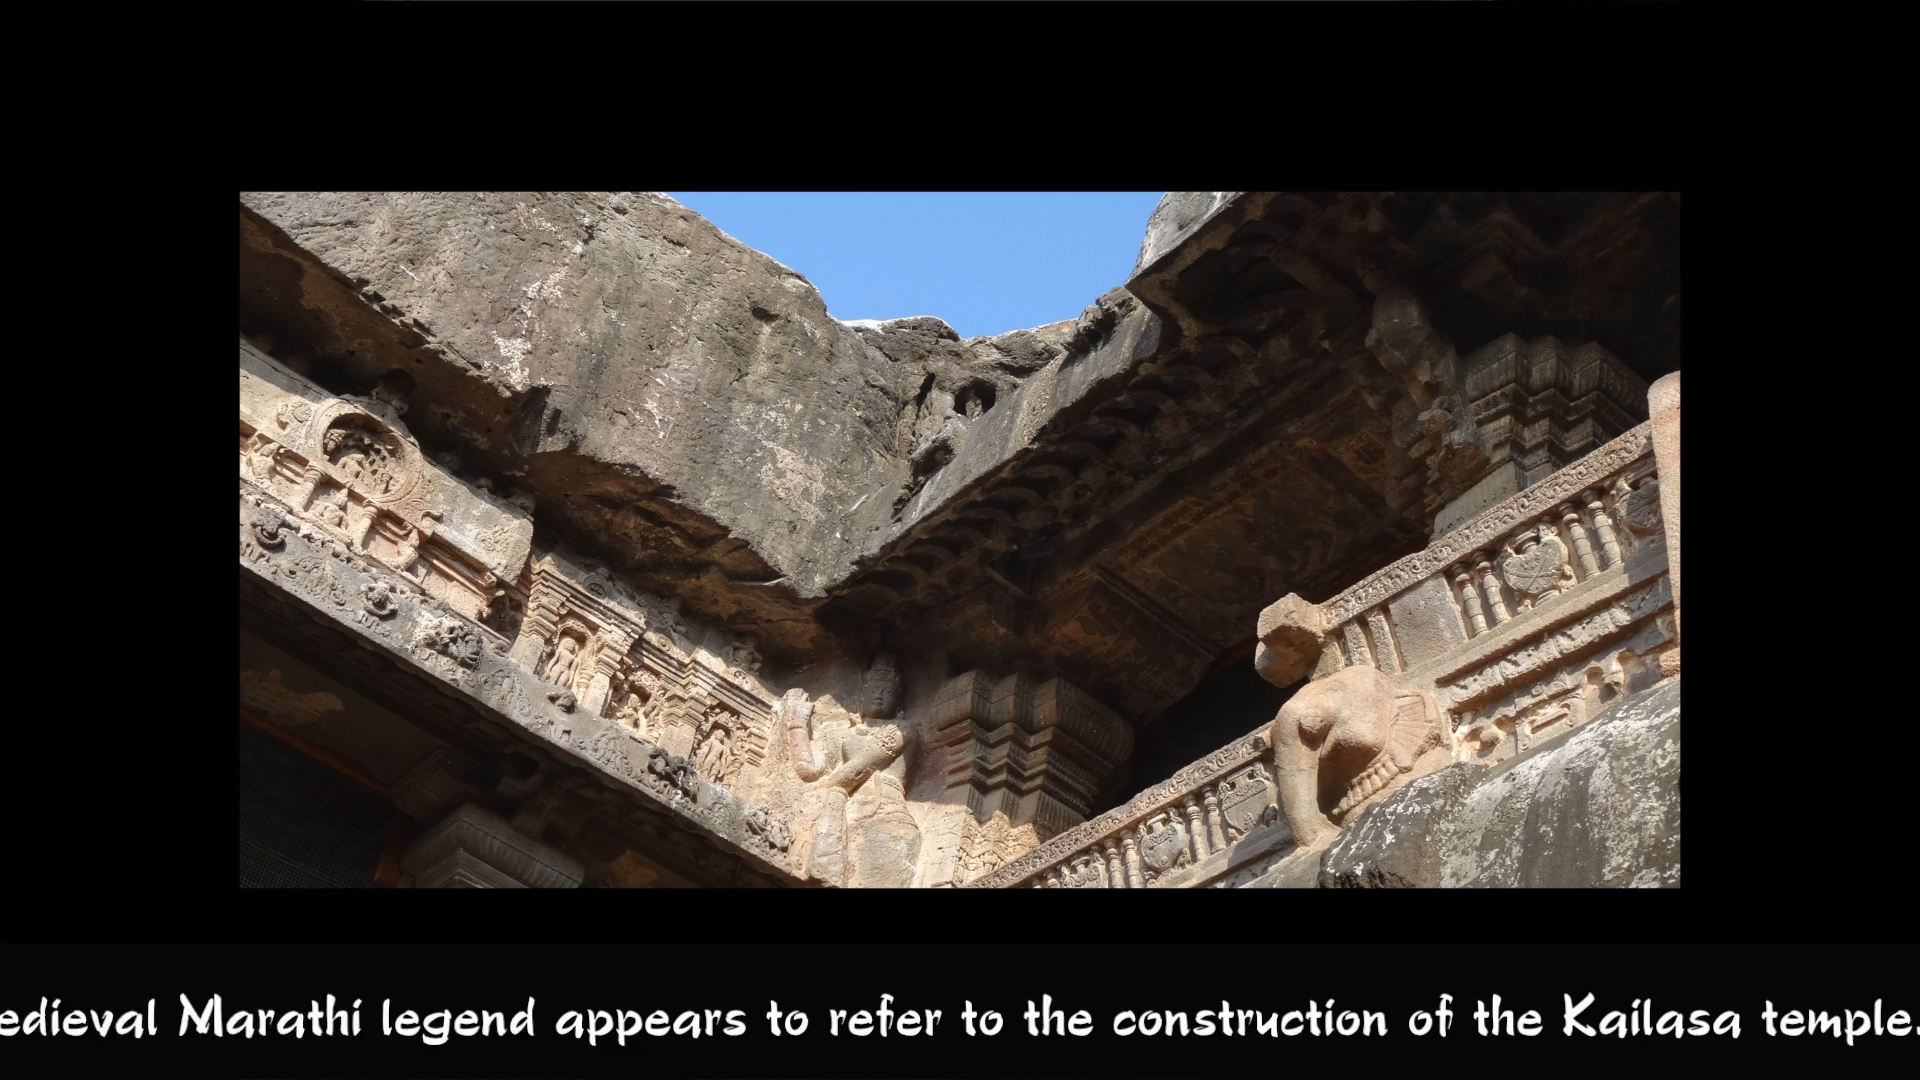 edieval Marathi legend appears to refer to the construction of the Kailasa temple.